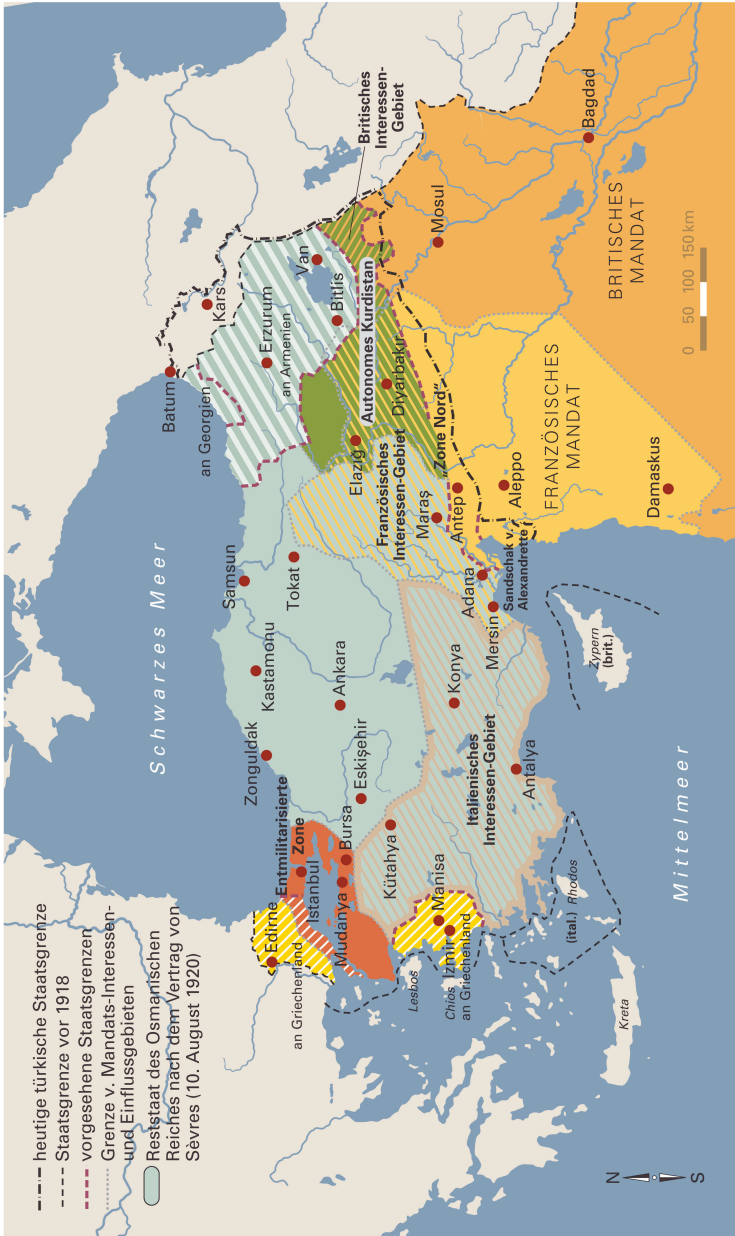 heutige türkische Staatsgrenze
Staatsgrenze vor 1918
vorgesehene Staatsgrenzen
Grenze v. Mandats-Interessen-
und Einflussgebieten
Reststaat des Osmanischen
Reiches nach dem Vertrag von
Sèvres (10. August 1920)
Schwarzes Meer
Edirne
an Griechenland
Entmilitarisierte
Zone
Istanbul
Mudanya
Bursa
Zonguldak
Kastamonu
Samsun
Tokat
Ankara
Eskişehir
Kütahya
Batum
an Georgien
Kars
Erzurum
an Armenien
Van
Bitlis
Britisches
Interessen-
Gebiet
Autonomes Kurdistan
Elazığ
Diyarbakır
Französisches
Interessen-Gebiet
„Zone Nord“
Maraş
Antep
Adana
Mersin
Sandschak v.
Alexandrette
Lesbos
Chios
Manisa
Izmir
an Griechenland
Konya
Italienisches
Interessen-Gebiet
Antalya
Mosul
Aleppo
FRANZÖSISCHES
MANDAT
BRITISCHES
MANDAT
Bagdad
Damaskus
Zypern
(brit.)
(ital.) Rhodos
Kreta
Mittelmeer
N
S
0 50 100 150 km